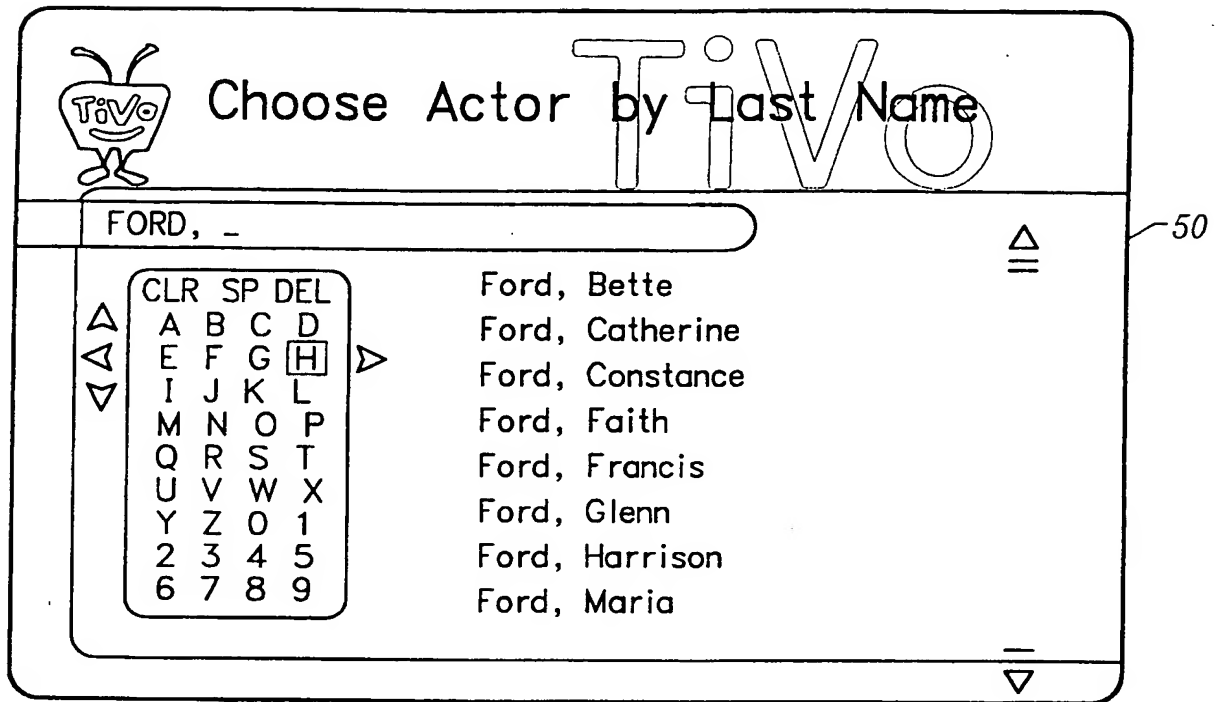 TiVo
TiVo
Choose Actor by Last Name
FORD, _
50
CLR SP DEL
A B C D
E F G H
I J K L
M N O P
Q R S T
U V W X
Y Z 0 1
2 3 4 5
6 7 8 9
Ford, Bette
Ford, Catherine
Ford, Constance
Ford, Faith
Ford, Francis
Ford, Glenn
Ford, Harrison
Ford, Maria